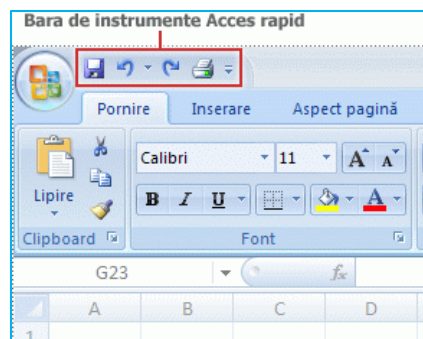 Bara de instrumente Acces rapid
Pornire Inserare Aspect pagină
Calibri 11 A A
Lipire B I U A
Clipboard Font
G23 fx
A B C D
1